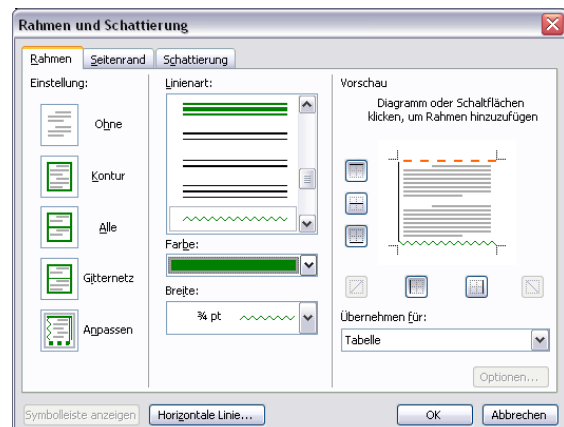 Rahmen und Schattierung
Rahmen
Seitenrand
Schattierung
Einstellung:
Ohne
Kontur
Alle
Gitternetz
Anpassen
Linienart:
Farbe:
Breite:
¾ pt
Vorschau
Diagramm oder Schaltflächen
klicken, um Rahmen hinzuzufügen
Übernehmen für:
Tabelle
Optionen...
Symbolleiste anzeigen
Horizontale Linie...
OK
Abbrechen